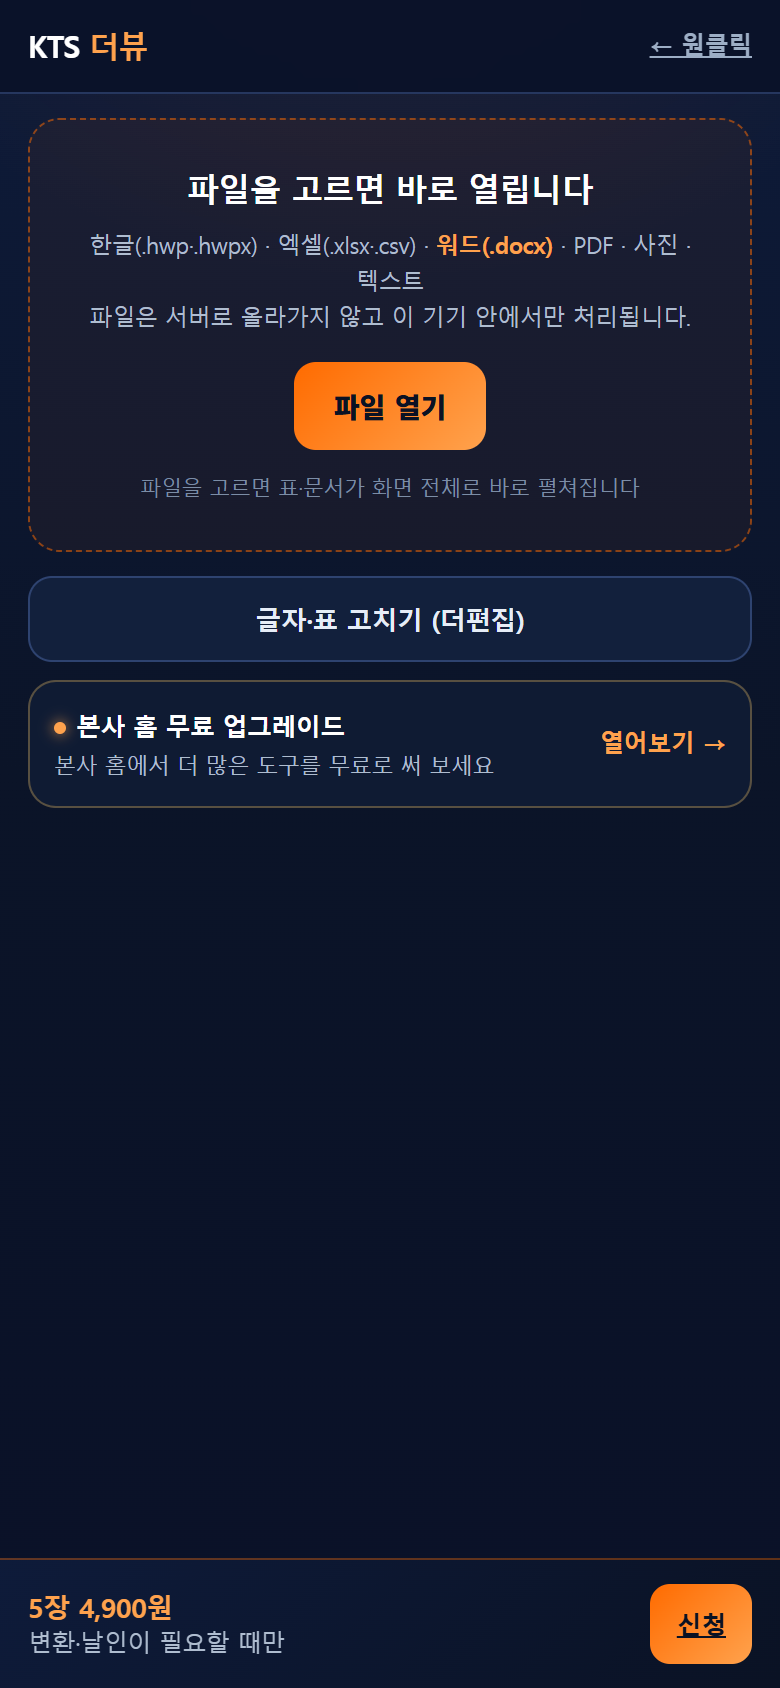 KTS 더뷰
← 원클릭
파일을 고르면 바로 열립니다
한글(.hwp·.hwpx) · 엑셀(.xlsx·.csv) · 워드(.docx) · PDF · 사진 ·
텍스트
파일은 서버로 올라가지 않고 이 기기 안에서만 처리됩니다.
파일 열기
파일을 고르면 표·문서가 화면 전체로 바로 펼쳐집니다
글자·표 고치기 (더편집)
본사 홈 무료 업그레이드
본사 홈에서 더 많은 도구를 무료로 써 보세요
열어보기 →
5장 4,900원
변환·날인이 필요할 때만
신청